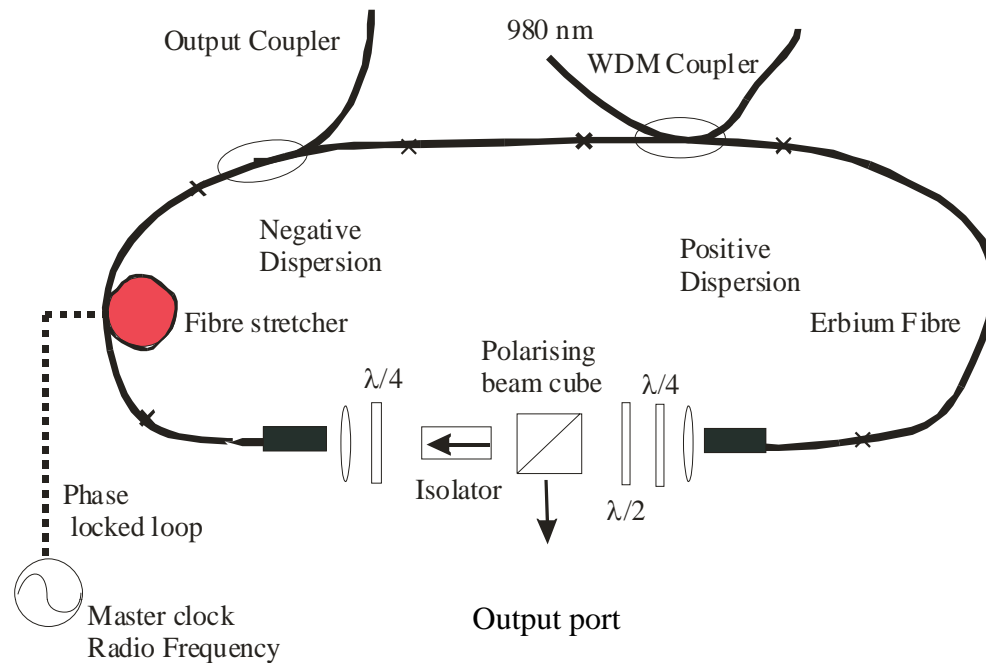 980 nm
Output Coupler
WDM Coupler
Negative
Dispersion
Positive
Dispersion
Fibre stretcher
Erbium Fibre
Polarising
beam cube
λ/4
λ/4
Isolator
λ/2
Phase
locked loop
Master clock
Radio Frequency
Output port